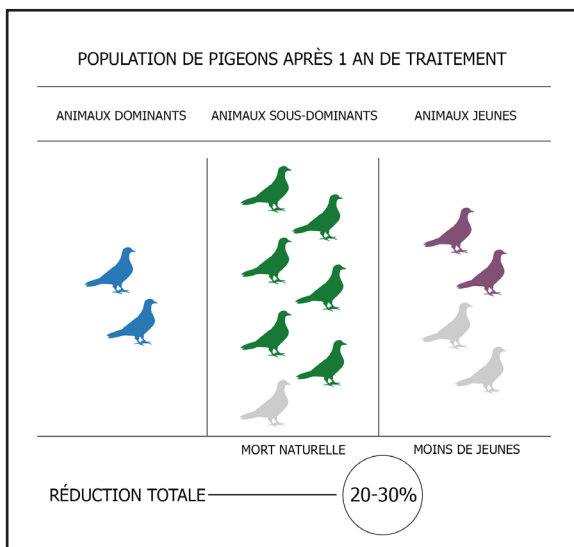 POPULATION DE PIGEONS APRÈS 1 AN DE TRAITEMENT
ANIMAUX DOMINANTS
ANIMAUX SOUS-DOMINANTS
ANIMAUX JEUNES
MORT NATURELLE
MOINS DE JEUNES
RÉDUCTION TOTALE
20-30%